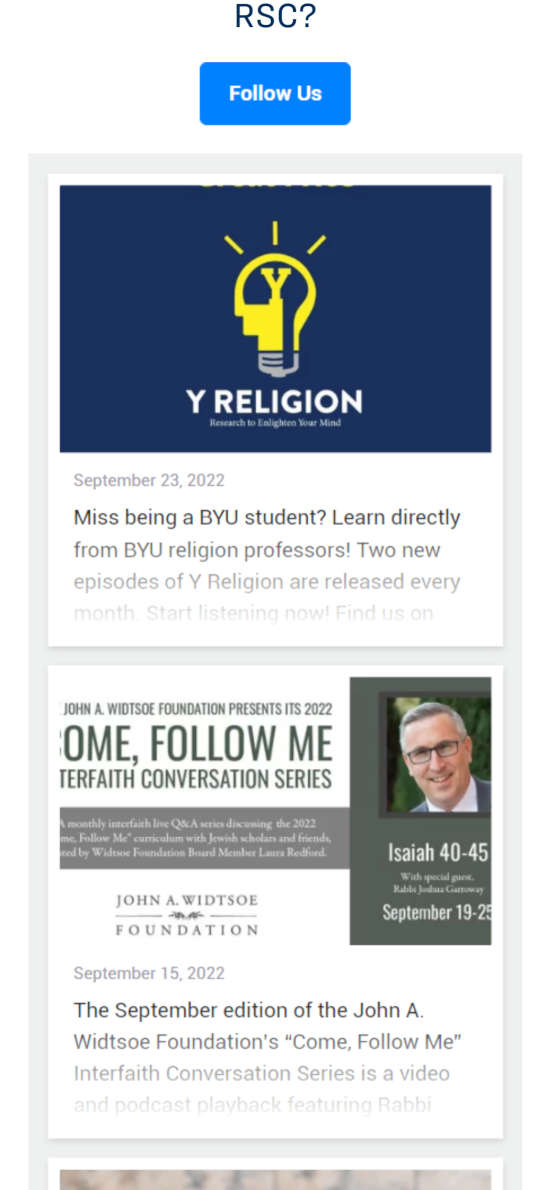 RSC?
Follow Us
Y
Y RELIGION
Research to Enlighten Your Mind
September 23, 2022
Miss being a BYU student? Learn directly
from BYU religion professors! Two new
episodes of Y Religion are released every
month. Start listening now! Find us on
JOHN A. WIDTSOE FOUNDATION PRESENTS ITS 2022
OME, FOLLOW ME
TERFAITH CONVERSATION SERIES
A monthly interfaith live Q&A series discussing the 2022
me, Follow Me" curriculum with Jewish scholars and friends,
ted by Widtsoe Foundation Board Member Laura Redford.
JOHN A. WIDTSOE
FOUNDATION
Isaiah 40-45
With special guest,
Rabbi Joshua Garroway
September 19-25
September 15, 2022
The September edition of the John A.
Widtsoe Foundation's “Come, Follow Me”
Interfaith Conversation Series is a video
and podcast playback featuring Rabbi